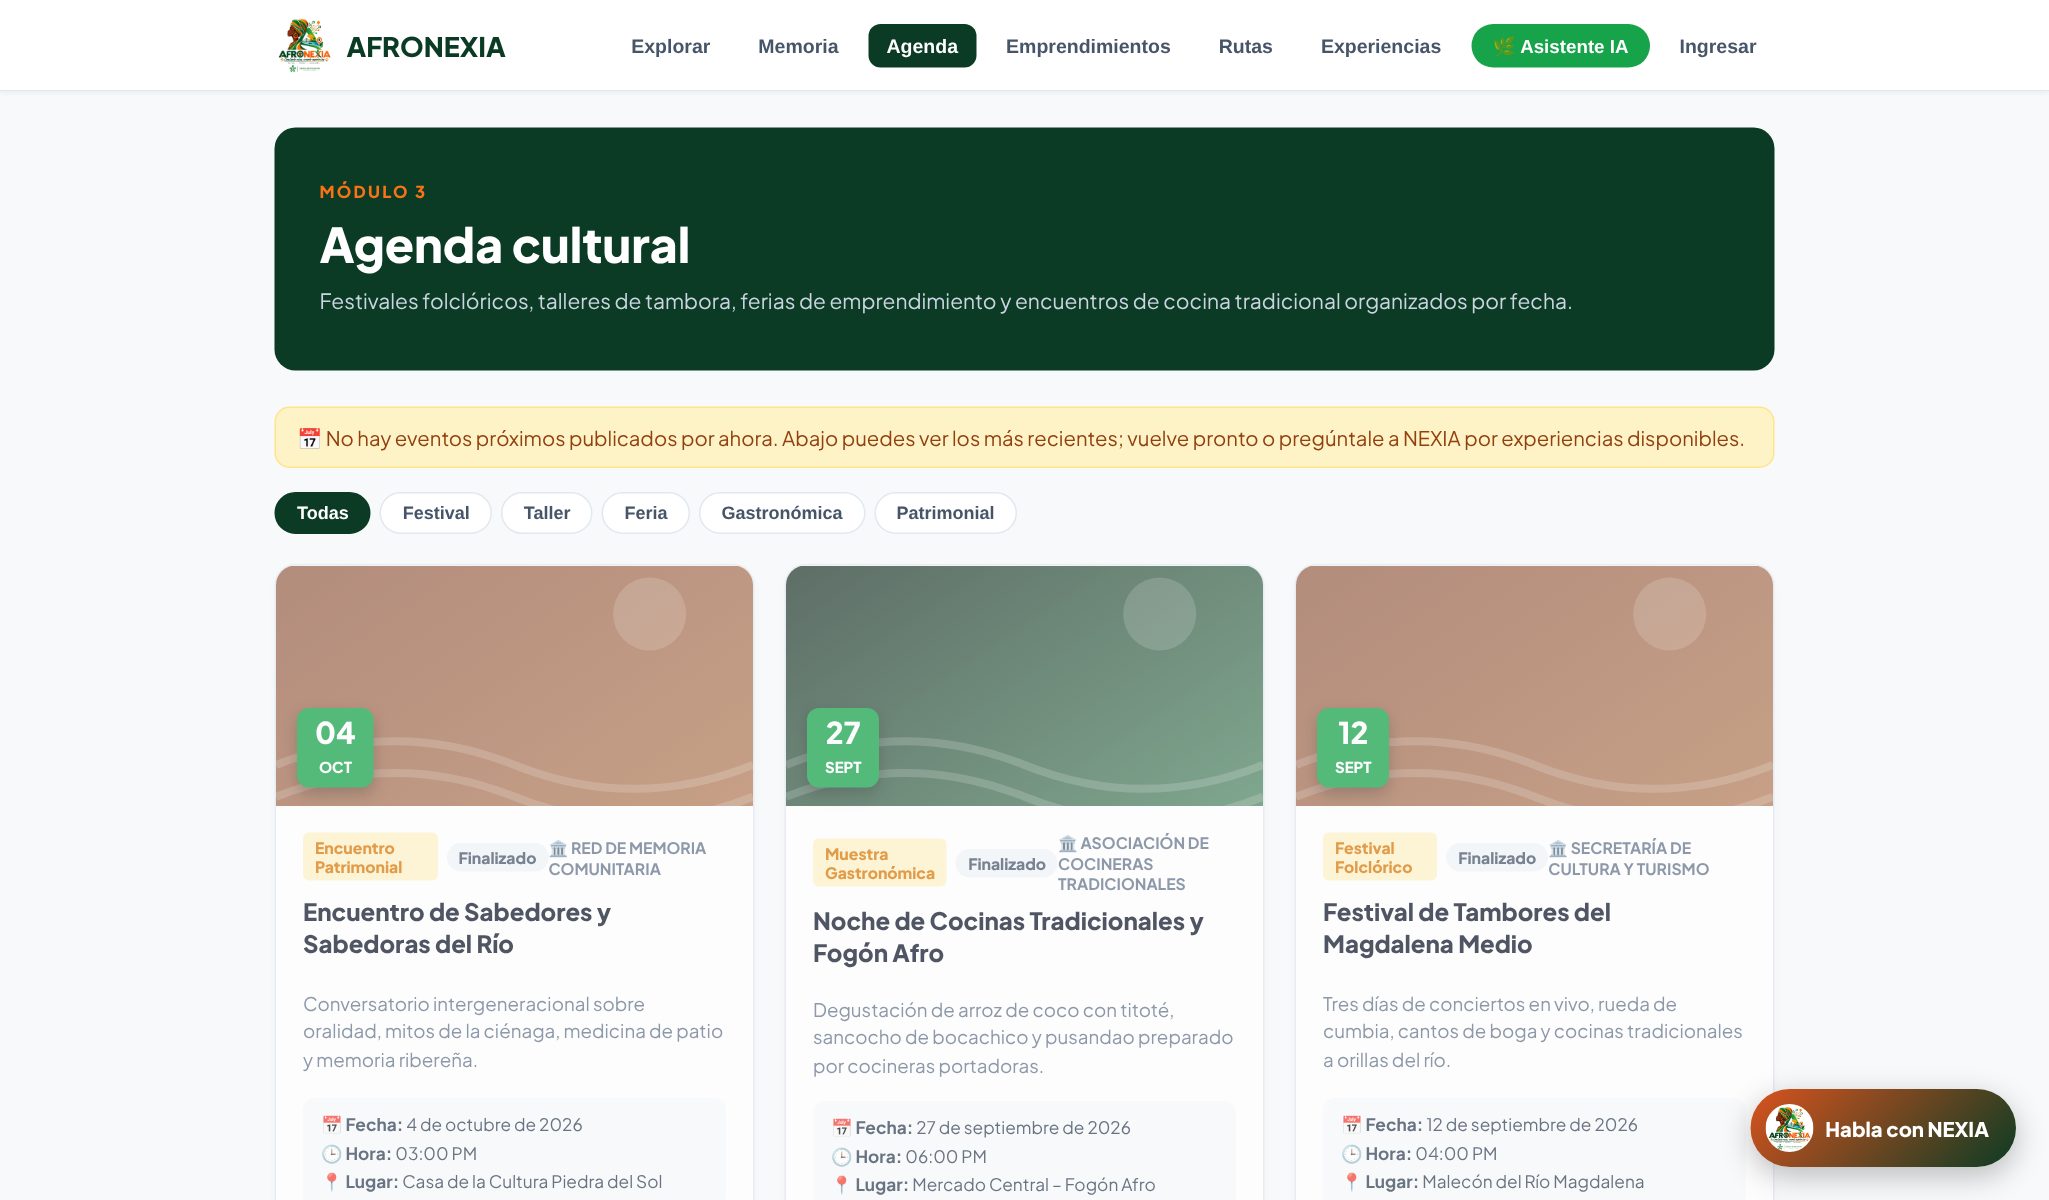 AFRONEXIA
AFRONEXIA
Explorar
Memoria
Agenda
Emprendimientos
Rutas
Experiencias
🌿 Asistente IA
Ingresar
MÓDULO 3
Agenda cultural
Festivales folclóricos, talleres de tambora, ferias de emprendimiento y encuentros de cocina tradicional organizados por fecha.
📅 No hay eventos próximos publicados por ahora. Abajo puedes ver los más recientes; vuelve pronto o pregúntale a NEXIA por experiencias disponibles.
Todas
Festival
Taller
Feria
Gastronómica
Patrimonial
04
OCT
Encuentro
Patrimonial
Finalizado
🏛️ RED DE MEMORIA
COMUNITARIA
Encuentro de Sabedores y
Sabedoras del Río
Conversatorio intergeneracional sobre
oralidad, mitos de la ciénaga, medicina de patio
y memoria ribereña.
📅 Fecha: 4 de octubre de 2026
🕒 Hora: 03:00 PM
📍 Lugar: Casa de la Cultura Piedra del Sol
27
SEPT
Muestra
Gastronómica
Finalizado
🏛️ ASOCIACIÓN DE
COCINERAS
TRADICIONALES
Noche de Cocinas Tradicionales y
Fogón Afro
Degustación de arroz de coco con titoté,
sancocho de bocachico y pusandao preparado
por cocineras portadoras.
📅 Fecha: 27 de septiembre de 2026
🕒 Hora: 06:00 PM
📍 Lugar: Mercado Central – Fogón Afro
12
SEPT
Festival
Folclórico
Finalizado
🏛️ SECRETARÍA DE
CULTURA Y TURISMO
Festival de Tambores del
Magdalena Medio
Tres días de conciertos en vivo, rueda de
cumbia, cantos de boga y cocinas tradicionales
a orillas del río.
📅 Fecha: 12 de septiembre de 2026
🕒 Hora: 04:00 PM
📍 Lugar: Malecón del Río Magdalena
AFRONEXIA
Habla con NEXIA